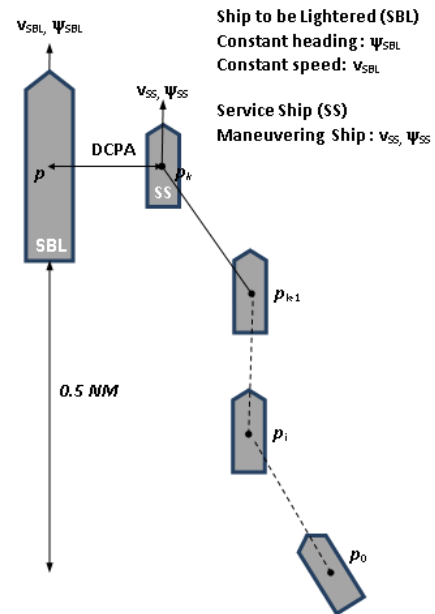 Ship to be Lightered (SBL)
Constant heading: ψSBL
Constant speed: vSBL
Service Ship (SS)
Maneuvering Ship: vSS, ψSS
vSBL, ψSBL
vSS, ψSS
DCPA
p
pk
SS
SBL
pk-1
0.5 NM
pi
p0